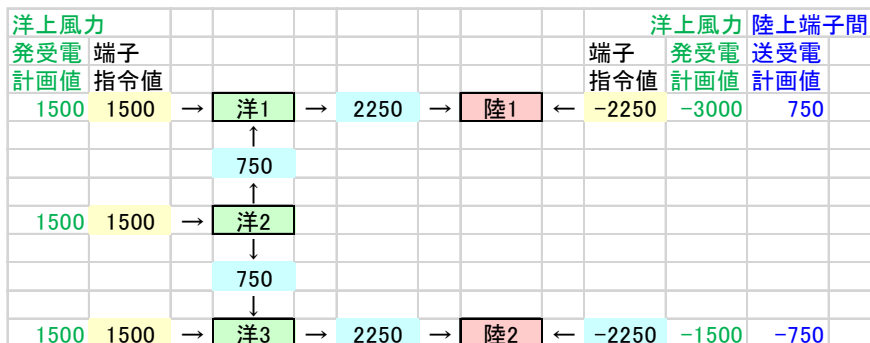 洋上風力 洋上風力 陸上端子間
発受電 端子 端子 発受電 送受電
計画値 指令値 指令値 計画値 計画値
1500 1500 → 洋1 → 2250 → 陸1 ← -2250 -3000 750
↑
750
↑
1500 1500 → 洋2
↓
750
↓
1500 1500 → 洋3 → 2250 → 陸2 ← -2250 -1500 -750